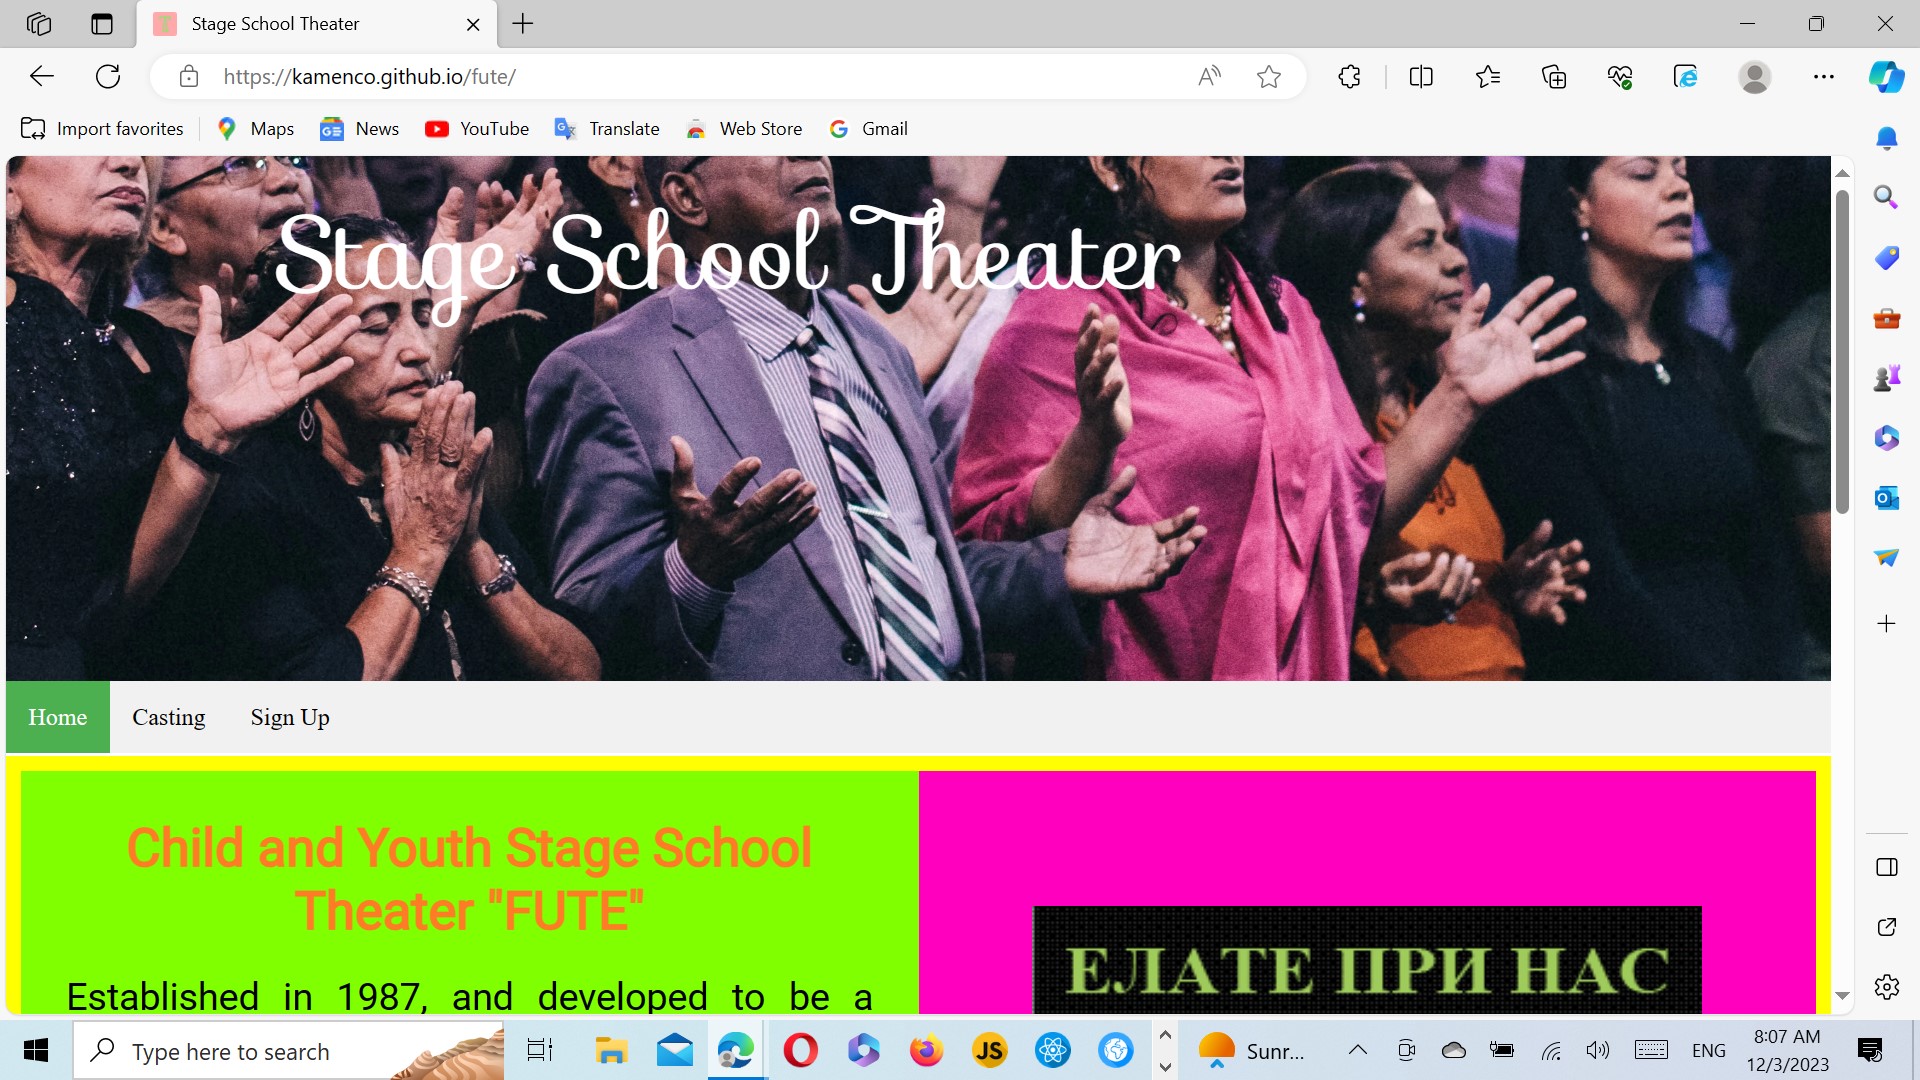 Stage School Theater
https://kamenco.github.io/fute/
Import favorites
Maps
News
YouTube
Translate
Web Store
Gmail
Stage School Theater
Home
Casting
Sign Up
Child and Youth Stage School
Theater "FUTE"
Established in 1987, and developed to be a
ЕЛАТЕ ПРИ НАС
Type here to search
JS
Sunr...
ENG
8:07 AM
12/3/2023